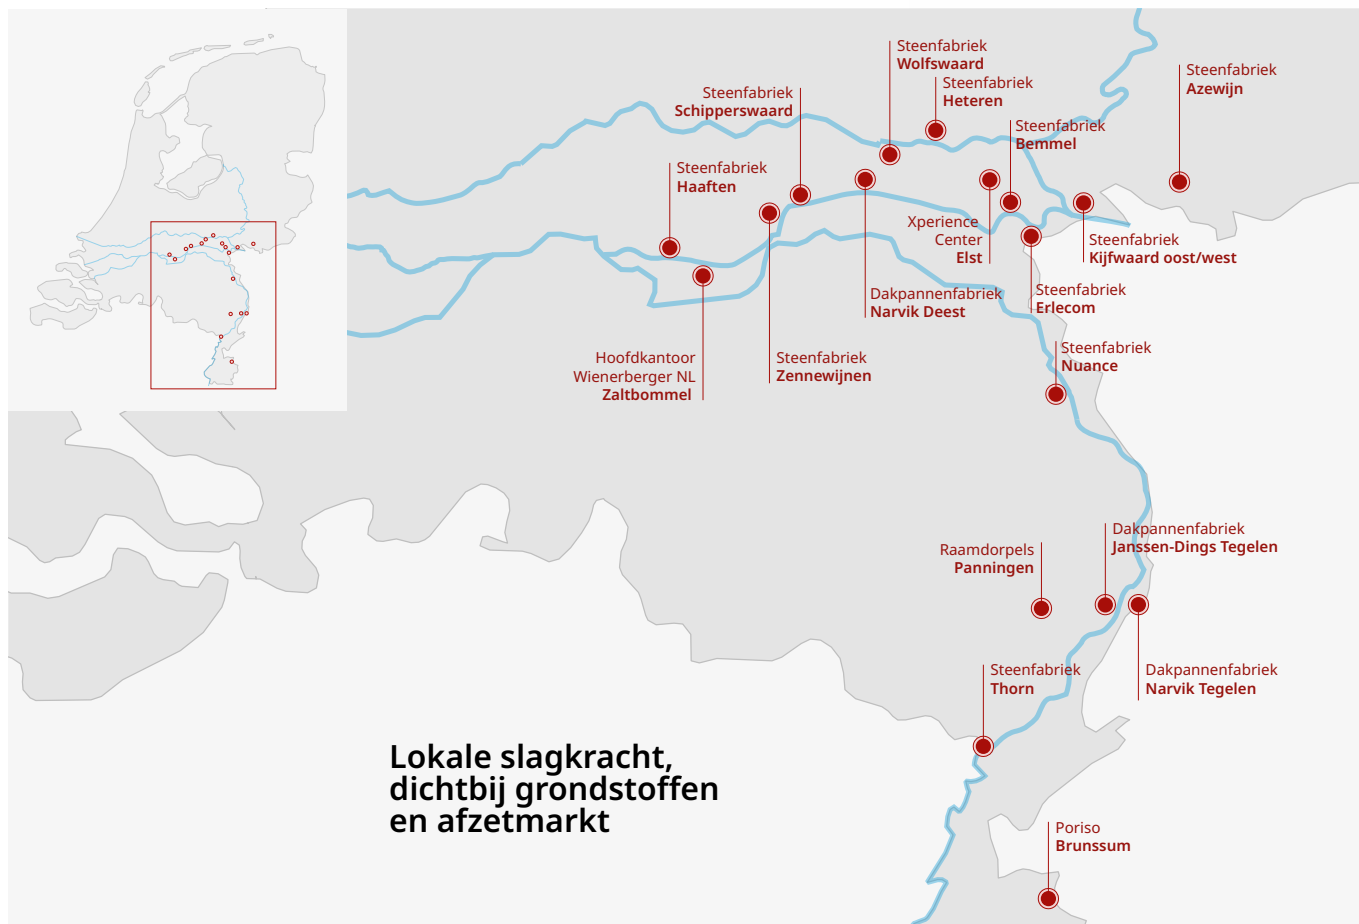 Steenfabriek
Wolfswaard
Steenfabriek
Heteren
Steenfabriek
Azewijn
Steenfabriek
Schipperswaard
Steenfabriek
Bemmel
Steenfabriek
Haaften
Xperience
Center
Elst
Steenfabriek
Kijfwaard oost/west
Dakpannenfabriek
Narvik Deest
Steenfabriek
Erlecom
Hoofdkantoor
Wienerberger NL
Zaltbommel
Steenfabriek
Zennewijnen
Steenfabriek
Nuance
Dakpannenfabriek
Janssen-Dings Tegelen
Raamdorpels
Panningen
Steenfabriek
Thorn
Dakpannenfabriek
Narvik Tegelen
Lokale slagkracht,
dichtbij grondstoffen
en afzetmarkt
Poriso
Brunssum